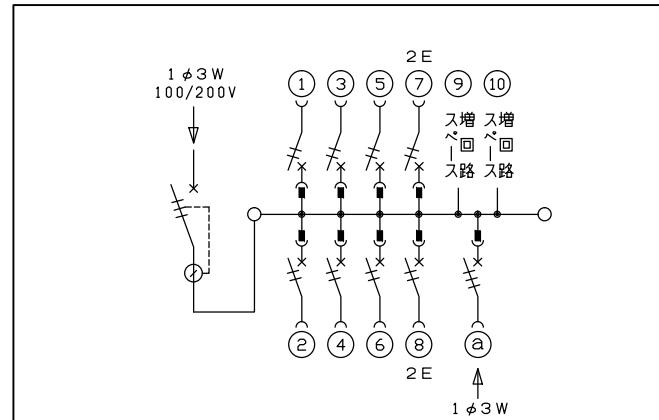 2E
1φ3W
100/200V
① ③ ⑤ ⑦ ⑨ ⑩
増回路
スペース
増回路
スペース
② ④ ⑥ ⑧ ⓐ
2E
1φ3W